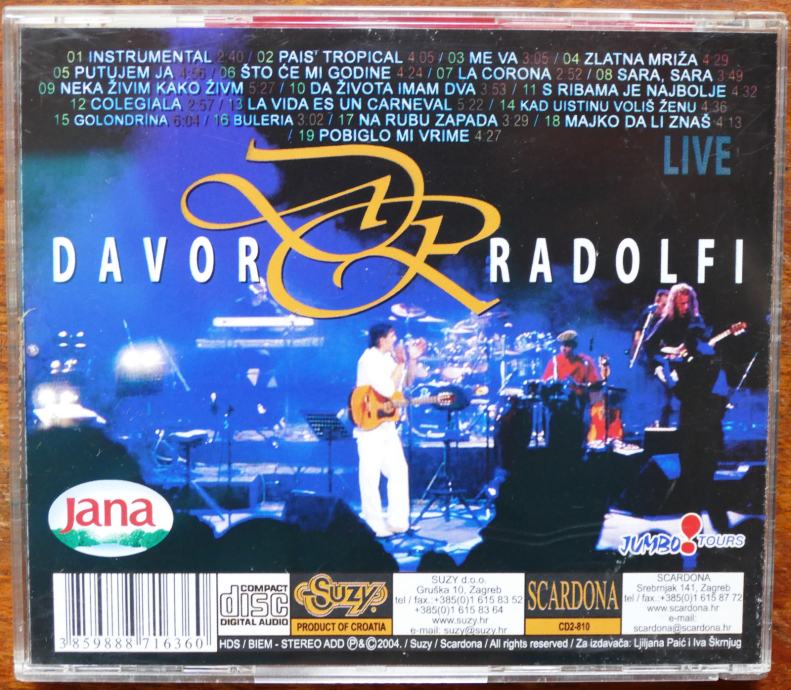 01 INSTRUMENTAL 2:40 / 02 PAIS' TROPICAL 4:05 / 03 ME VA 3:05 / 04 ZLATNA MRIŽA 4:29
05 PUTUJEM JA 4:56 / 06 ŠTO ĆE MI GODINE 4:24 / 07 LA CORONA 2:52 / 08 SARA, SARA 3:49
09 NEKA ŽIVIM KAKO ŽIVM 5:27 / 10 DA ŽIVOTA IMAM DVA 3:53 / 11 S RIBAMA JE NAJBOLJE 4:32
12 COLEGIALA 2:57 / 13 LA VIDA ES UN CARNEVAL 5:22 / 14 KAD UISTINU VOLIŠ ŽENU 4:36
15 GOLONDRINA 6:04 / 16 BULERIA 3:02 / 17 NA RUBU ZAPADA 3:29 / 18 MAJKO DA LI ZNAŠ 4:13
/ 19 POBIGLO MI VRIME 4:27
LIVE
DR
DAVOR RADOLFI
jana
JUMBO TOURS
3 859888 716360
COMPACT
disc
DIGITAL AUDIO
SUZY
PRODUCT OF CROATIA
SUZY d.o.o.
Gruška 10, Zagreb
tel / fax.:+385(0)1 615 83 52
+385(0)1 615 83 64
www.suzy.hr
e-mail: suzy@suzy.hr
SCARDONA
CD2-810
SCARDONA
Srebrnjak 141, Zagreb
tel / fax. +385(0)1 615 87 72
www.scardona.hr
e-mail:
scardona@scardona.hr
HDS / BIEM - STEREO ADD ℗&©2004. / Suzy / Scardona / All rights reserved / Za izdavača: Ljiljana Paić i Iva Škrnjug